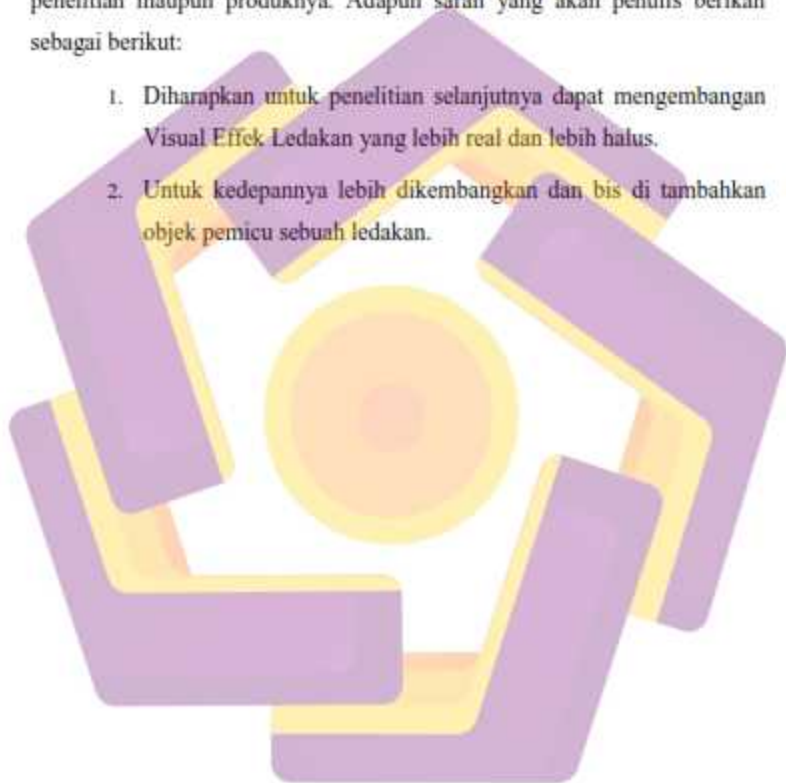 penelitian maupun produknya. Adapun saran yang akan penulis berikan
sebagai berikut:
1. Diharapkan untuk penelitian selanjutnya dapat mengembangan
Visual Effek Ledakan yang lebih real dan lebih halus.
2. Untuk kedepannya lebih dikembangkan dan bis di tambahkan
objek pemicu sebuah ledakan.